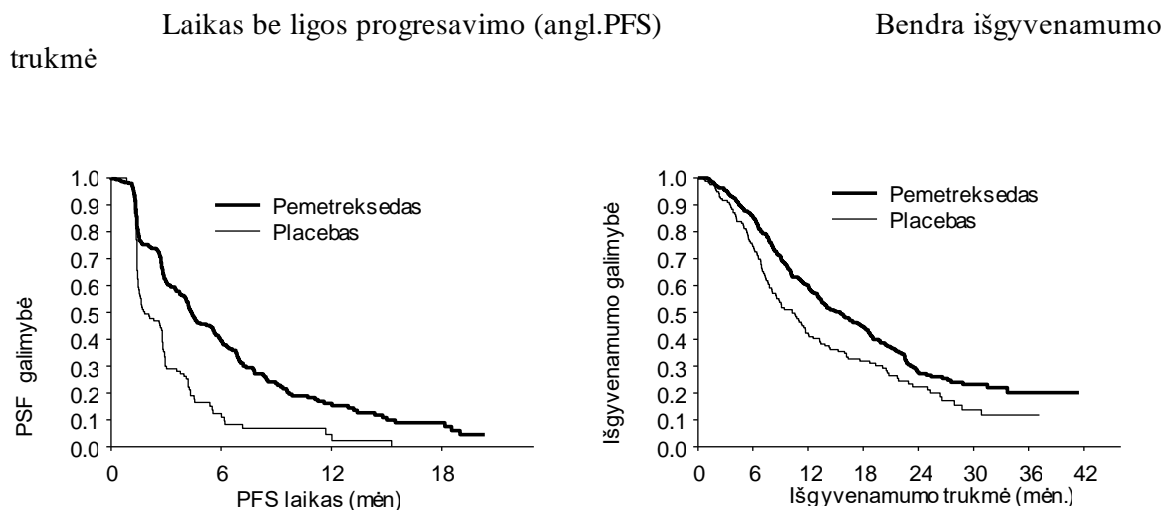 Laikas be ligos progresavimo (angl.PFS) Bendra išgyvenamumo
trukmė
1.0
0.9
0.8
0.7
0.6
0.5
0.4
0.3
0.2
0.1
0.0
PSF galimybė
Pemetreksedas
Placebas
0 6 12 18
PFS laikas (mėn)
1.0
0.9
0.8
0.7
0.6
0.5
0.4
0.3
0.2
0.1
0.0
Išgyvenamumo galimybė
Pemetreksedas
Placebas
0 6 12 18 24 30 36 42
Išgyvenamumo trukmė (mėn.)